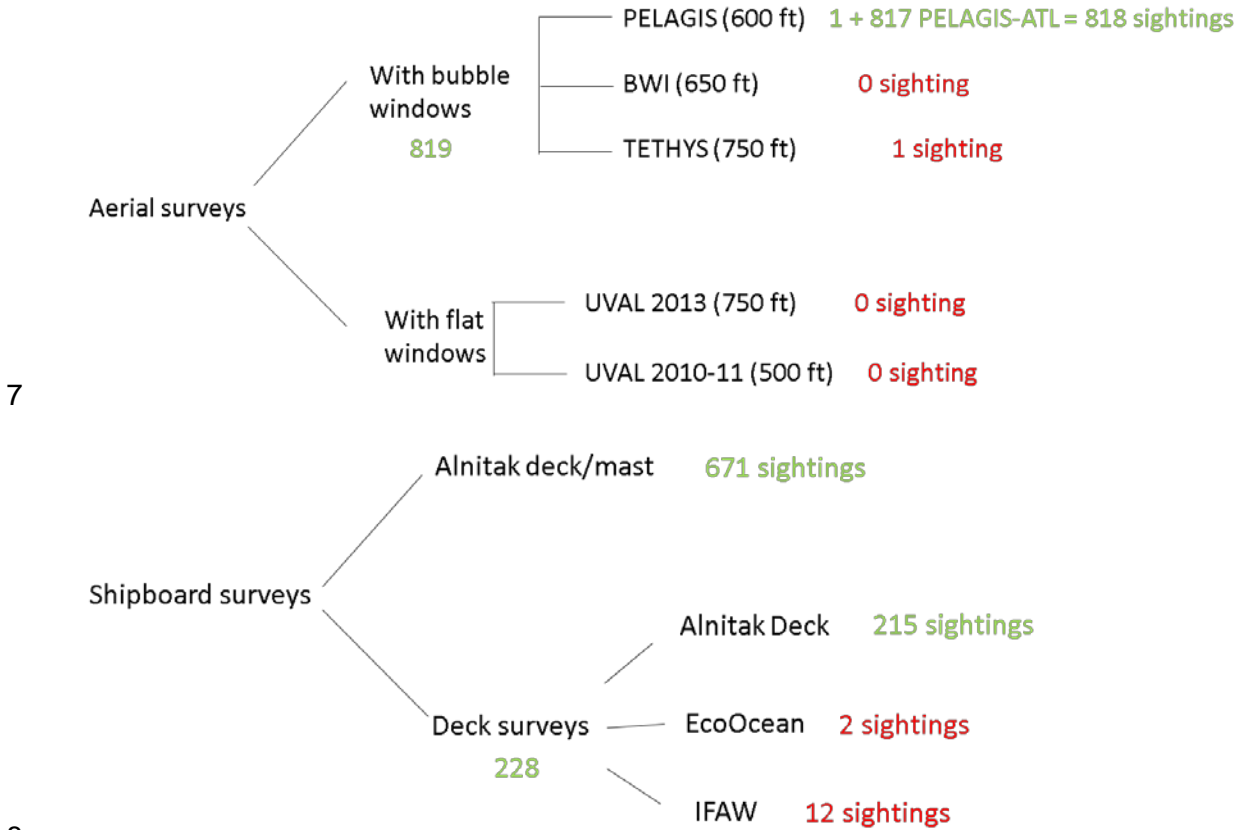 PELAGIS (600 ft) 1 + 817 PELAGIS-ATL = 818 sightings
With bubble
windows
819
BWI (650 ft) 0 sighting
TETHYS (750 ft) 1 sighting
Aerial surveys
With flat
windows
UVAL 2013 (750 ft) 0 sighting
UVAL 2010-11 (500 ft) 0 sighting
7
Alnitak deck/mast 671 sightings
Shipboard surveys
Alnitak Deck 215 sightings
Deck surveys
228
EcoOcean 2 sightings
IFAW 12 sightings